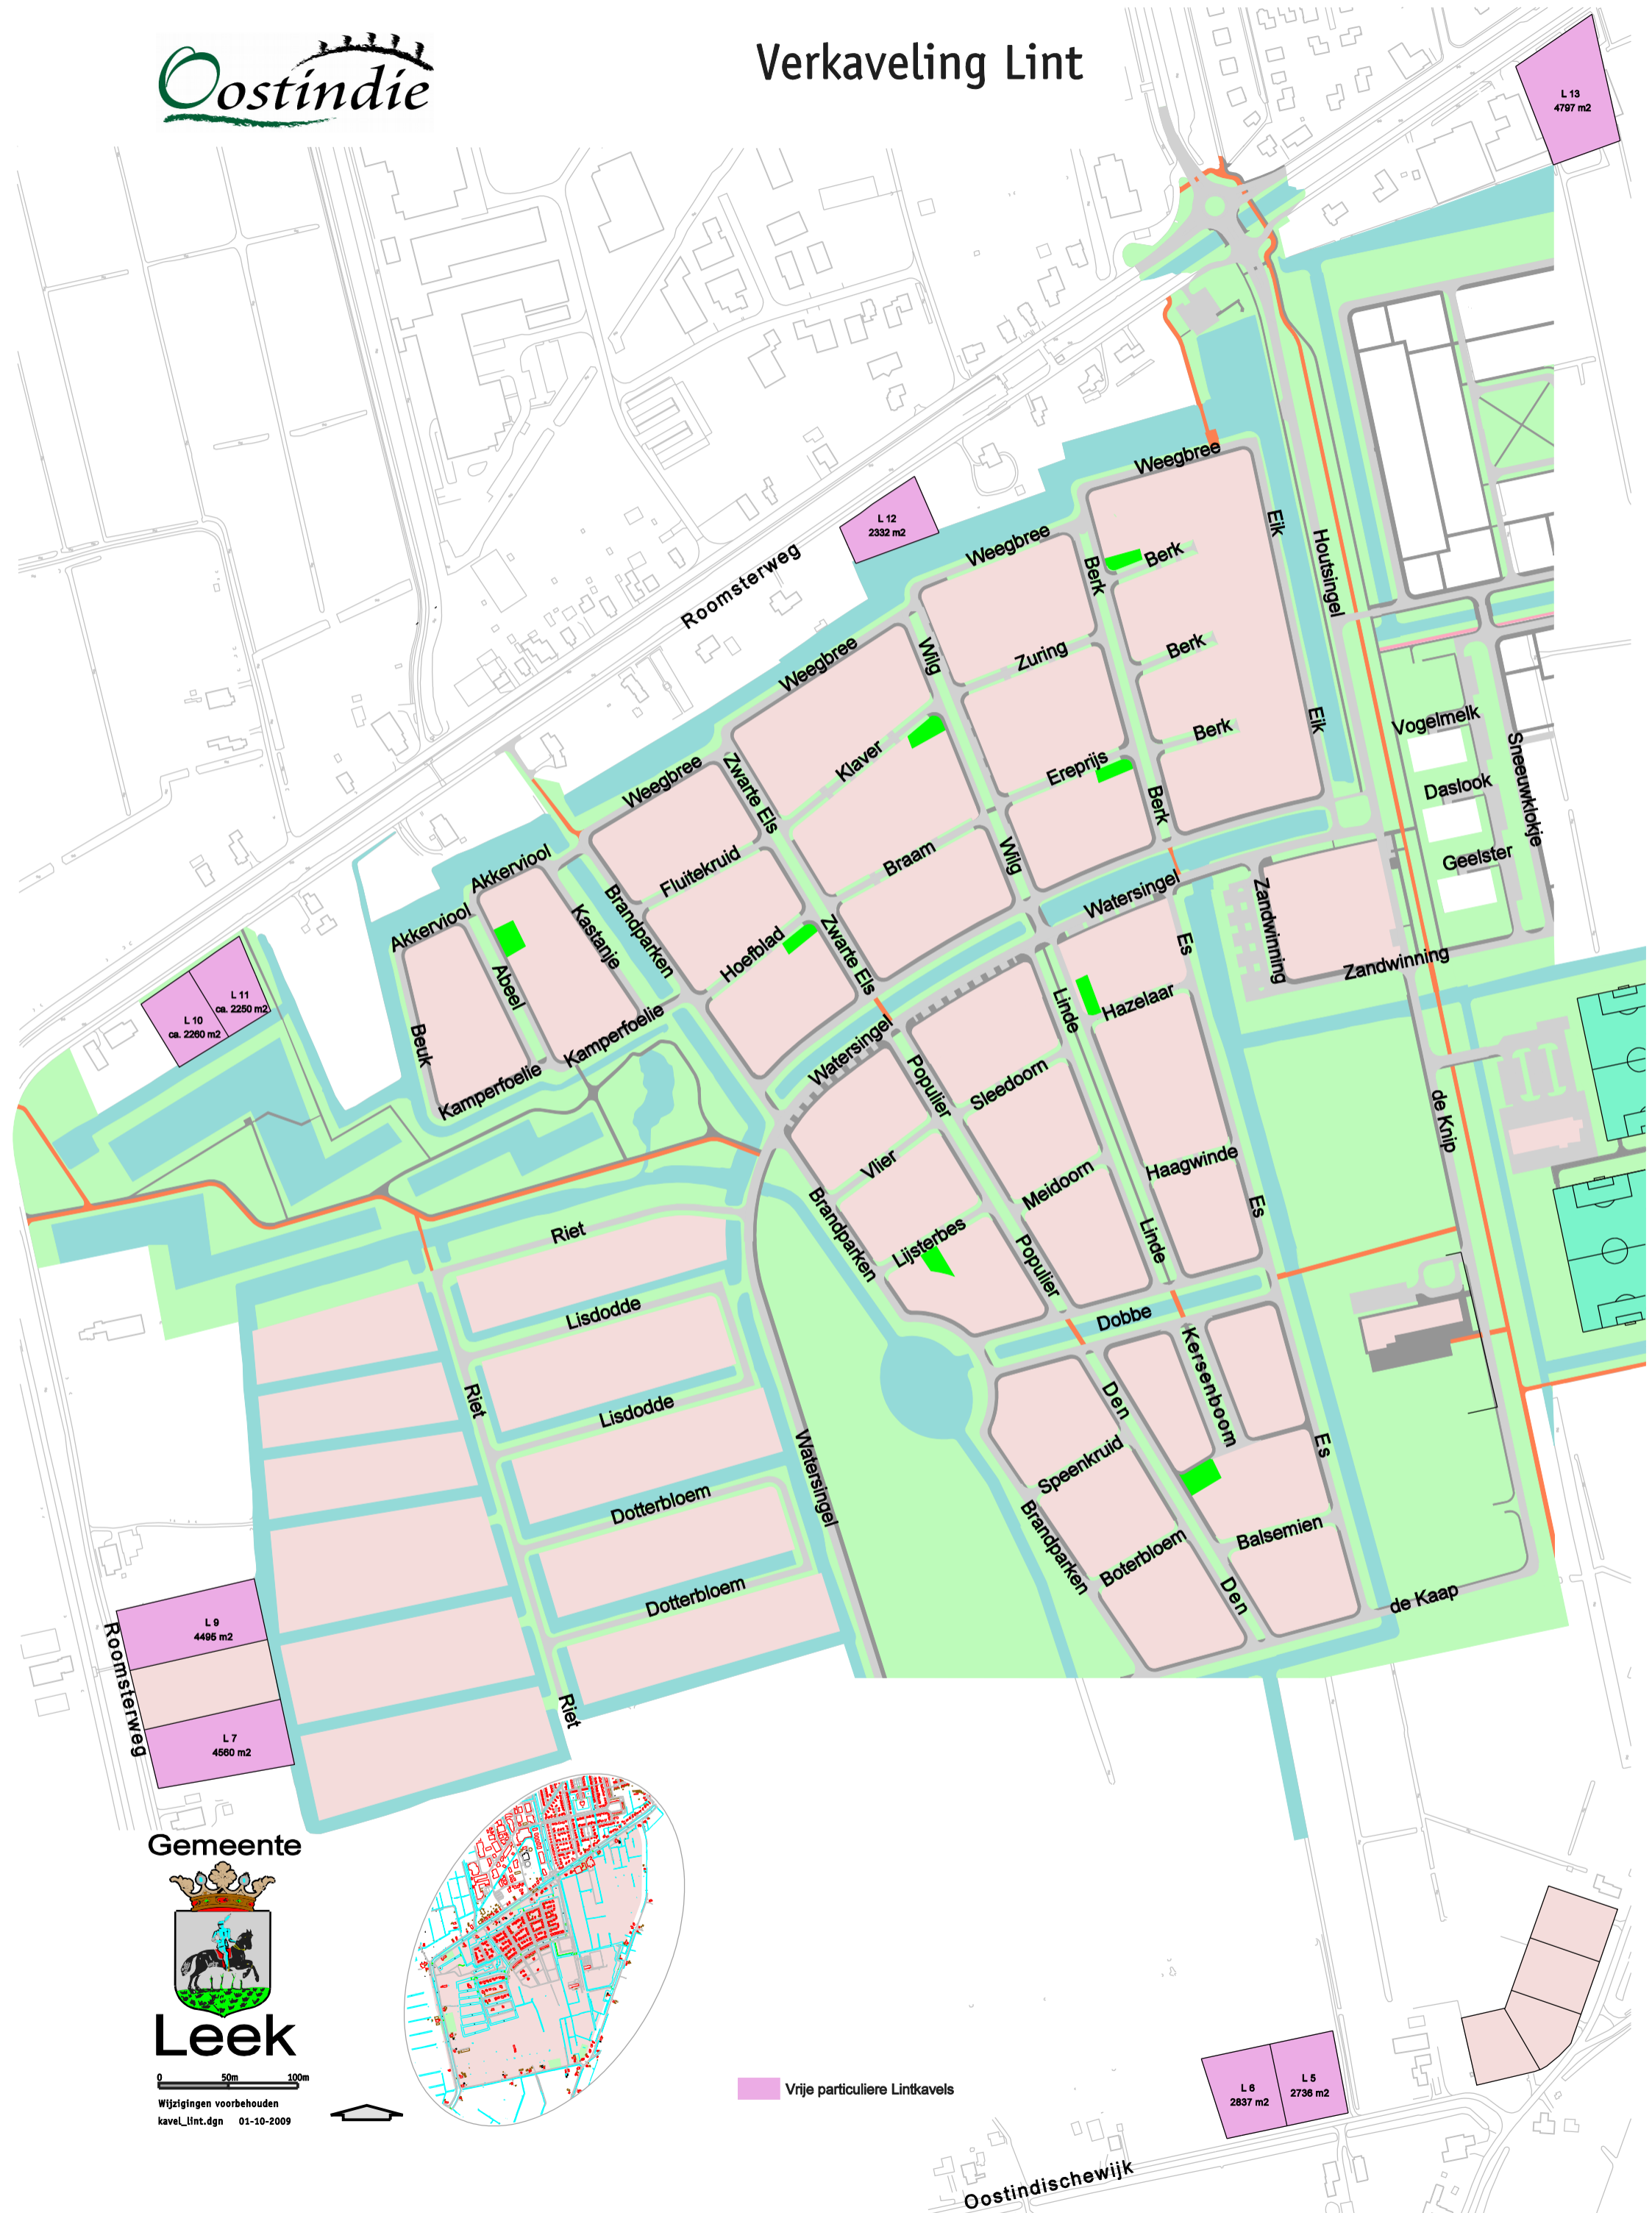 Oostindie
Verkaveling Lint
L 13
4797 m2
L 12
2332 m2
Roomsterweg
Weegbree
Weegbree
Weegbree
Weegbree
Eik
Eik
Houtsingel
Berk
Berk
Berk
Berk
Berk
Zuring
Ereprijs
Wilg
Wilg
Klaver
Braam
Zwarte Els
Zwarte Els
Fluitekruid
Hoefblad
Brandparken
Kastanje
Akkerviool
Akkerviool
Abeel
Beuk
Kamperfoelie
Kamperfoelie
L 11
ca. 2250 m2
L 10
ca. 2260 m2
Vogelmelk
Daslook
Geelster
Sneeuwklokje
Zandwinning
Zandwinning
Watersingel
Watersingel
Es
Linde
Hazelaar
Sleedoorn
Populier
de Knip
Vlier
Meidoorn
Haagwinde
Es
Linde
Brandparken
Lijsterbes
Populier
Dobbe
Kersenboom
Den
Es
Speenkruid
Brandparken
Boterbloem
Balsemien
Den
de Kaap
Riet
Lisdodde
Riet
Lisdodde
Watersingel
Dotterbloem
Dotterbloem
Riet
L 9
4495 m2
Roomsterweg
L 7
4560 m2
Gemeente
Leek
0 50m 100m
Wijzigingen voorbehouden
kavel_lint.dgn 01-10-2009
Vrije particuliere Lintkavels
L 5
2736 m2
L 6
2837 m2
Oostindischewijk